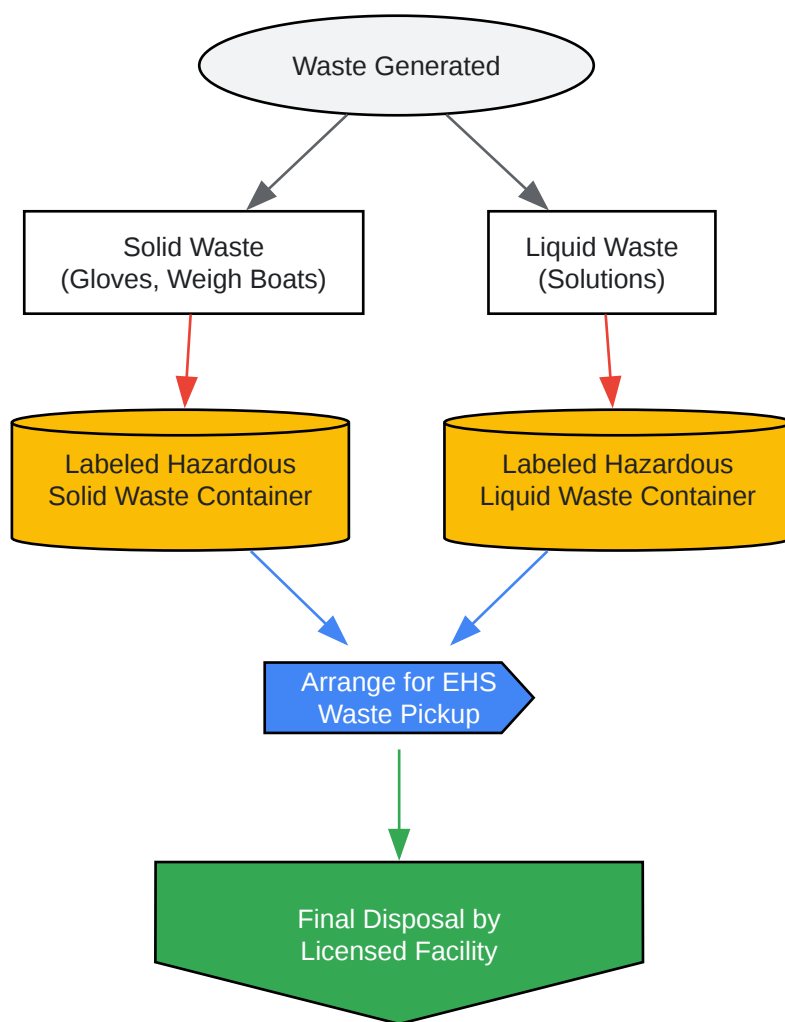 Waste Generated
Solid Waste
(Gloves, Weigh Boats)
Liquid Waste
(Solutions)
Labeled Hazardous
Solid Waste Container
Labeled Hazardous
Liquid Waste Container
Arrange for EHS
Waste Pickup
Final Disposal by
Licensed Facility